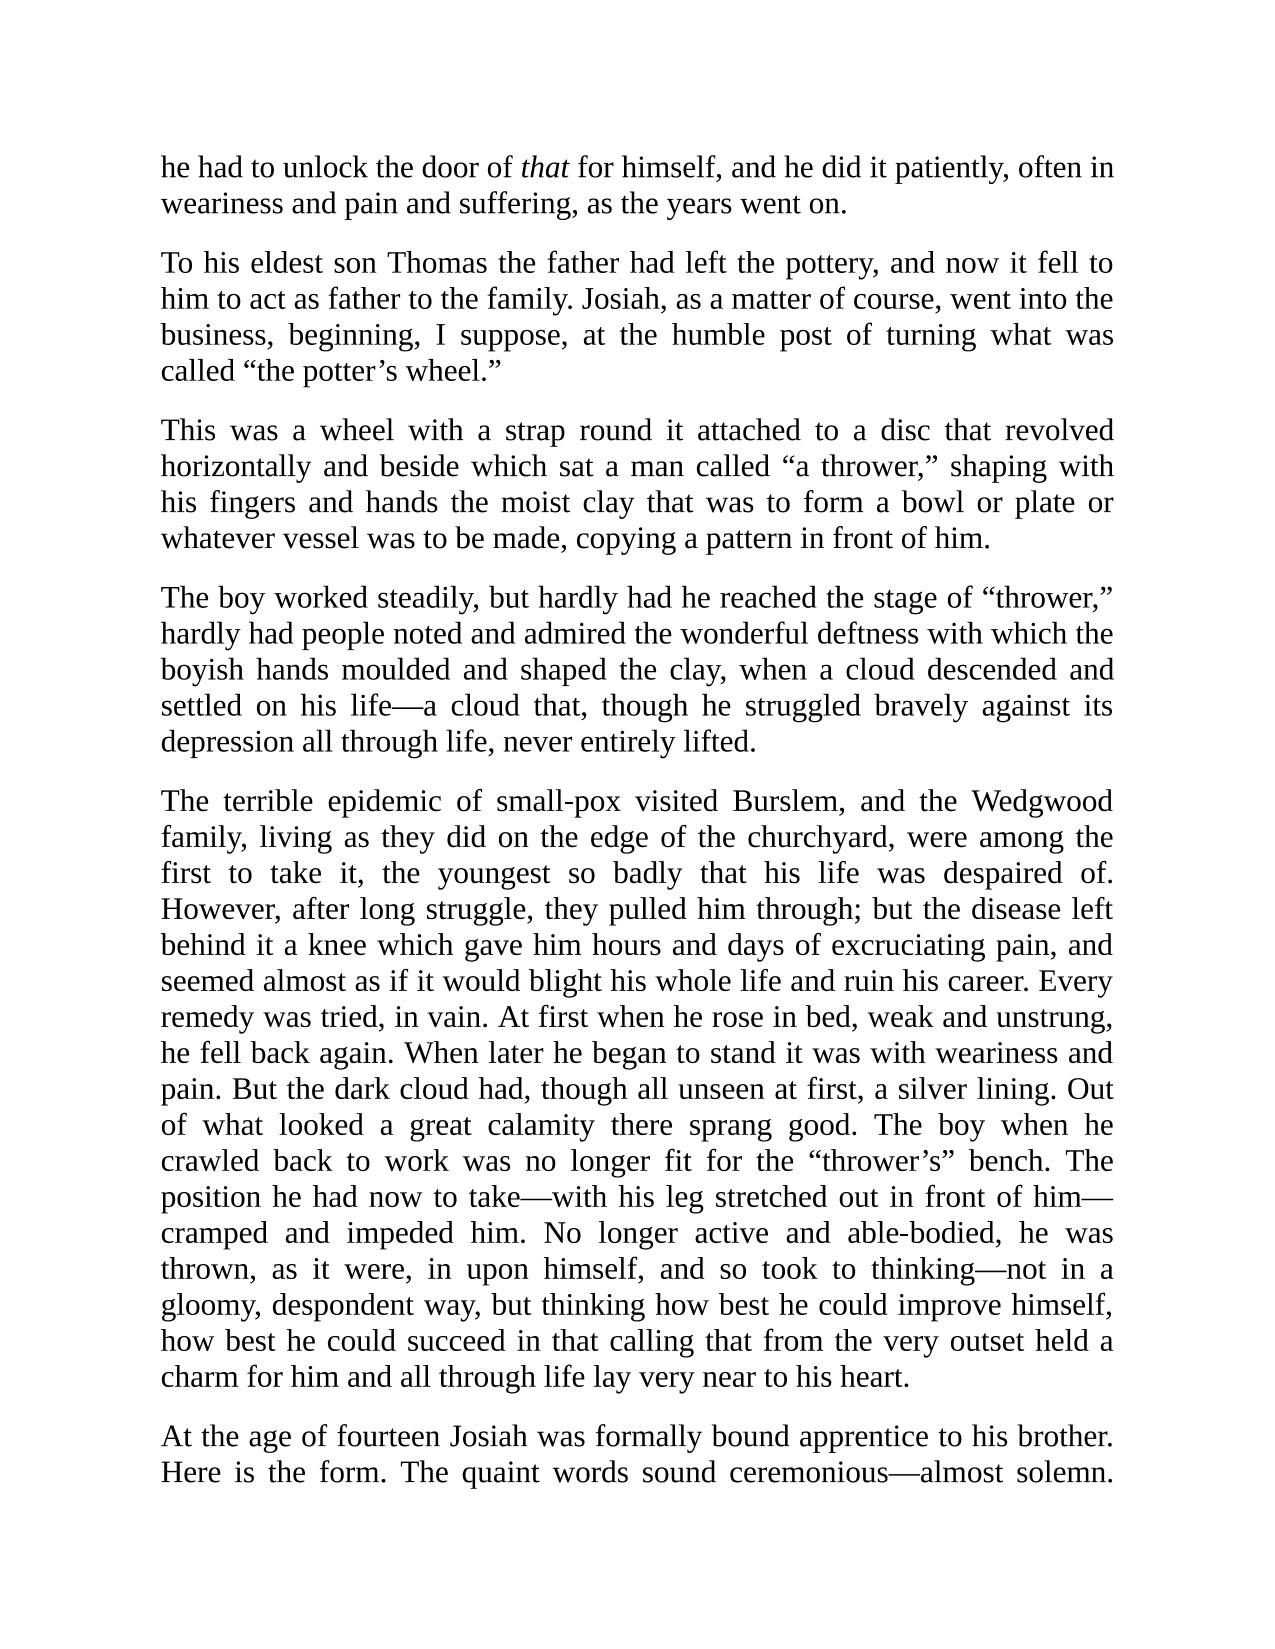 he had to unlock the door of that for himself, and he did it patiently, often in
weariness and pain and suffering, as the years went on.
To his eldest son Thomas the father had left the pottery, and now it fell to
him to act as father to the family. Josiah, as a matter of course, went into the
business, beginning, I suppose, at the humble post of turning what was
called “the potter’s wheel.”
This was a wheel with a strap round it attached to a disc that revolved
horizontally and beside which sat a man called “a thrower,” shaping with
his fingers and hands the moist clay that was to form a bowl or plate or
whatever vessel was to be made, copying a pattern in front of him.
The boy worked steadily, but hardly had he reached the stage of “thrower,”
hardly had people noted and admired the wonderful deftness with which the
boyish hands moulded and shaped the clay, when a cloud descended and
settled on his life—a cloud that, though he struggled bravely against its
depression all through life, never entirely lifted.
The terrible epidemic of small-pox visited Burslem, and the Wedgwood
family, living as they did on the edge of the churchyard, were among the
first to take it, the youngest so badly that his life was despaired of.
However, after long struggle, they pulled him through; but the disease left
behind it a knee which gave him hours and days of excruciating pain, and
seemed almost as if it would blight his whole life and ruin his career. Every
remedy was tried, in vain. At first when he rose in bed, weak and unstrung,
he fell back again. When later he began to stand it was with weariness and
pain. But the dark cloud had, though all unseen at first, a silver lining. Out
of what looked a great calamity there sprang good. The boy when he
crawled back to work was no longer fit for the “thrower’s” bench. The
position he had now to take—with his leg stretched out in front of him—
cramped and impeded him. No longer active and able-bodied, he was
thrown, as it were, in upon himself, and so took to thinking—not in a
gloomy, despondent way, but thinking how best he could improve himself,
how best he could succeed in that calling that from the very outset held a
charm for him and all through life lay very near to his heart.
At the age of fourteen Josiah was formally bound apprentice to his brother.
Here is the form. The quaint words sound ceremonious—almost solemn.